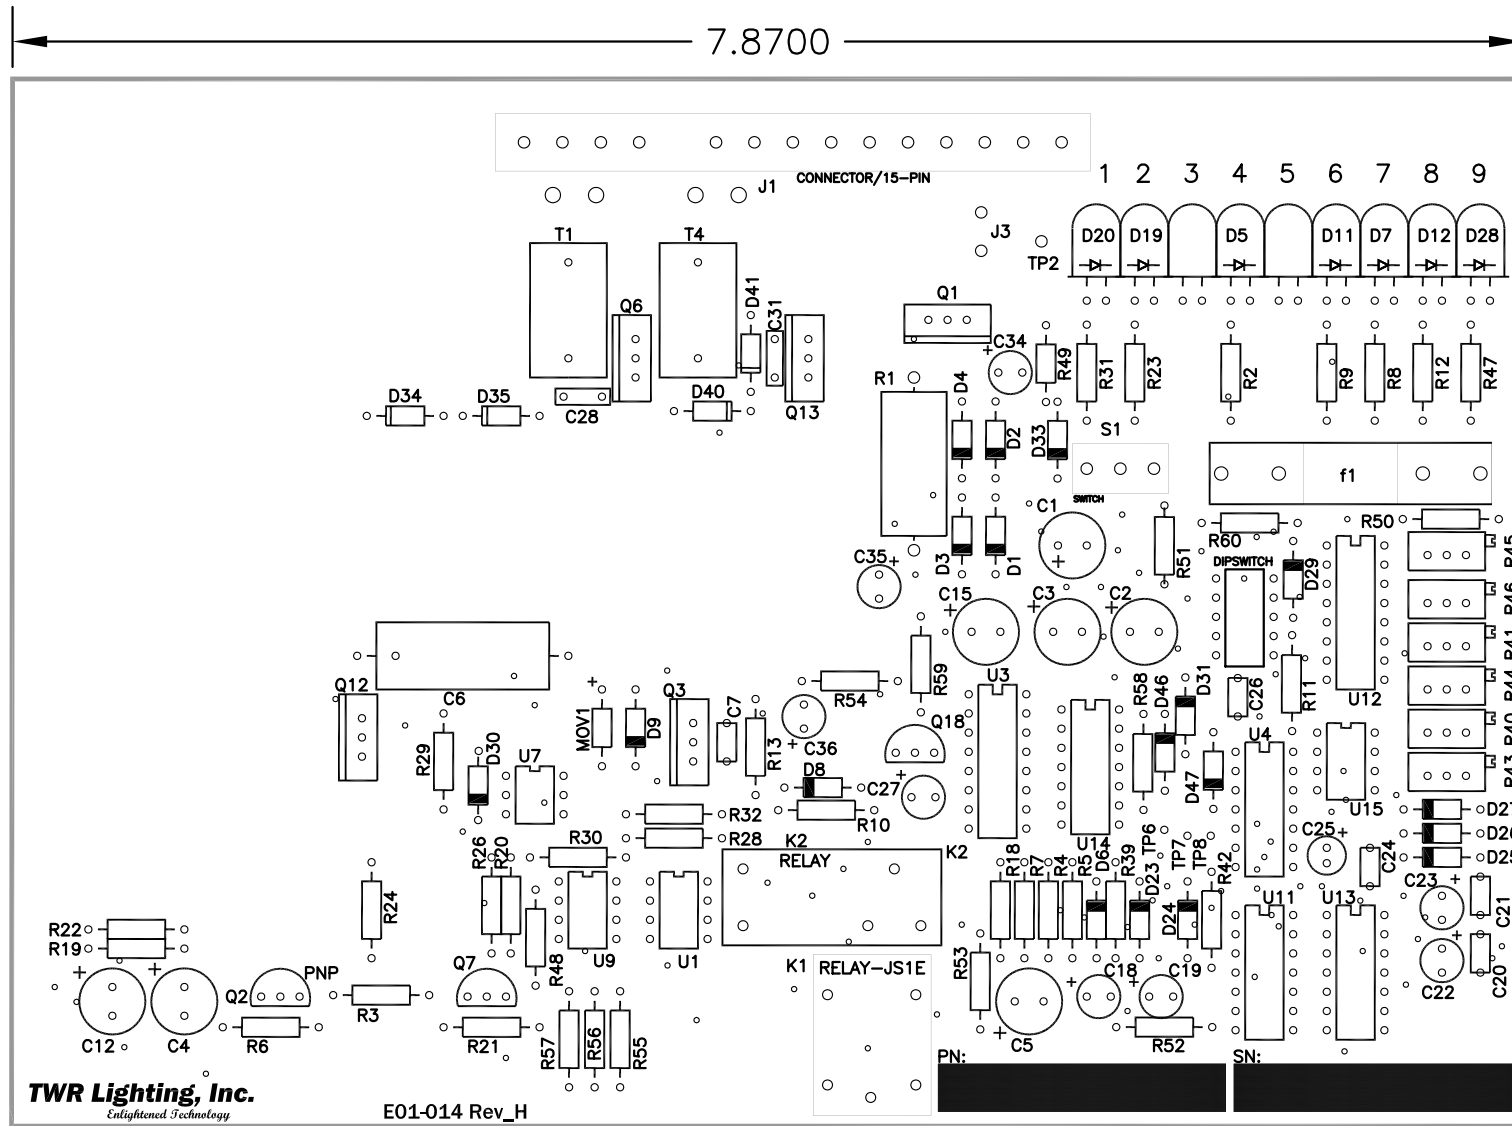 7.8700
CONNECTOR/15-PIN
J1
1 2 3 4 5 6 7 8 9
J3
TP2
D20 D19 D5 D11 D7 D12 D28
T1 T4
Q6
D41
C31
Q1
C34
R49
R31
R23
R2
R9
R8
R12
R47
D34
D35
C28
D40
Q13
R1
D4
D2
D33
S1
SWITCH
f1
C1
R50
R60
R51
DIPSWITCH
D29
R45
D3
D1
C35
C15
C3
C2
R46
R41
R59
R54
U3
R58
D46
D31
C26
R11
U12
R44
Q12
C6
MOV1
D9
Q3
C7
R13
C36
Q18
R40
R29
D30
U7
D8
C27
D47
U4
U15
R43
R32
R28
R10
D27
D26
D25
R26
R20
R30
K2
RELAY
K2
R18
R7
R4
R5
U14
D64
R39
TP6
D23
TP7
TP8
R42
C25
C24
C23
C21
R24
R22
R19
R48
U9
U1
R53
D24
U11
U13
C22
C20
PNP
Q2
Q7
K1
RELAY-JS1E
C18
C19
C12
C4
R6
R3
R21
R57
R56
R55
C5
R52
PN:
SN:
TWR Lighting, Inc.
Enlightened Technology
E01-014 Rev_H